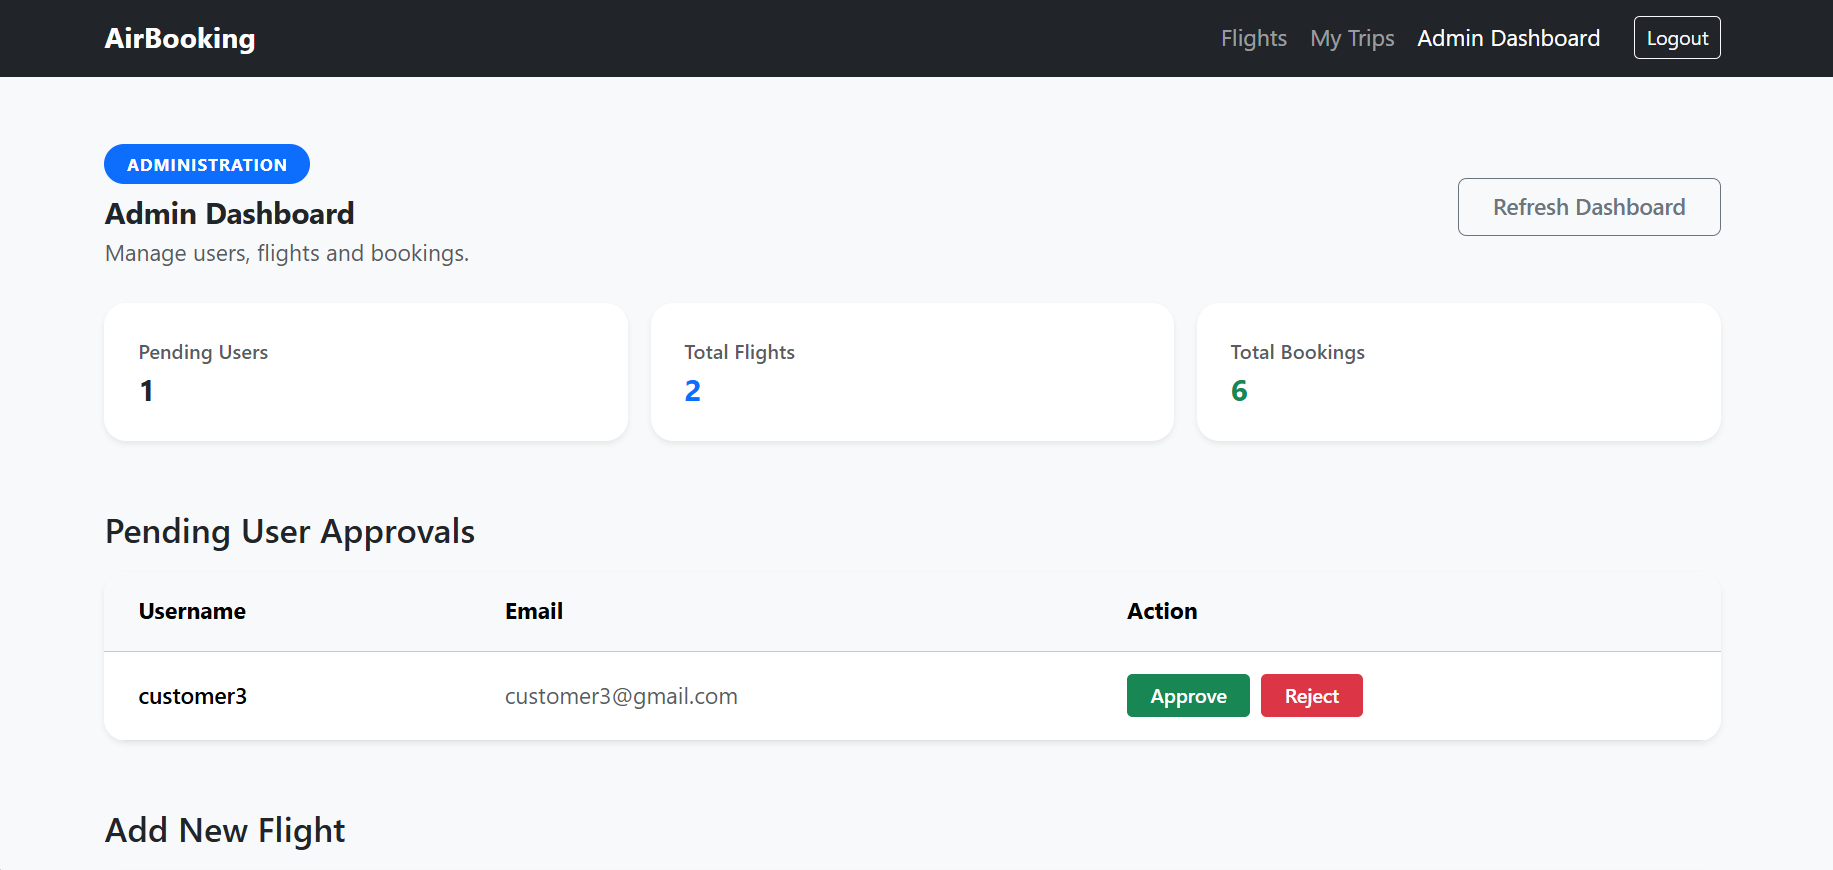 AirBooking
Flights My Trips Admin Dashboard Logout
ADMINISTRATION
Admin Dashboard
Manage users, flights and bookings.
Refresh Dashboard
Pending Users
1
Total Flights
2
Total Bookings
6
Pending User Approvals
Username Email Action
customer3 customer3@gmail.com Approve Reject
Add New Flight